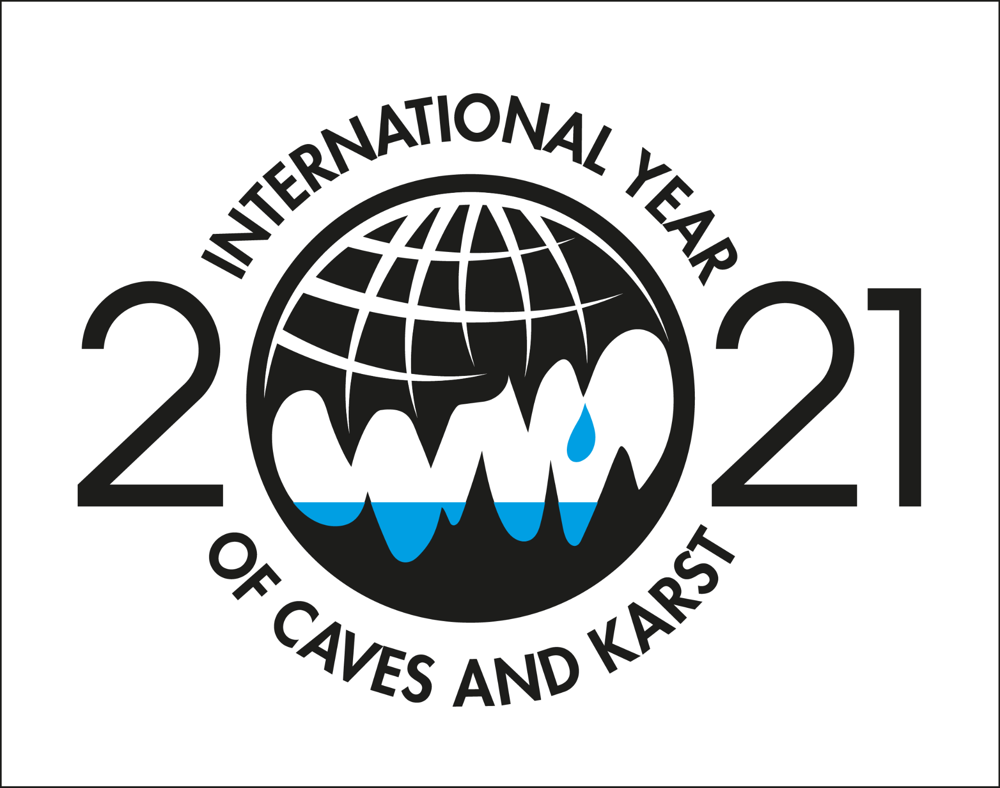 INTERNATIONAL YEAR
2021
OF CAVES AND KARST